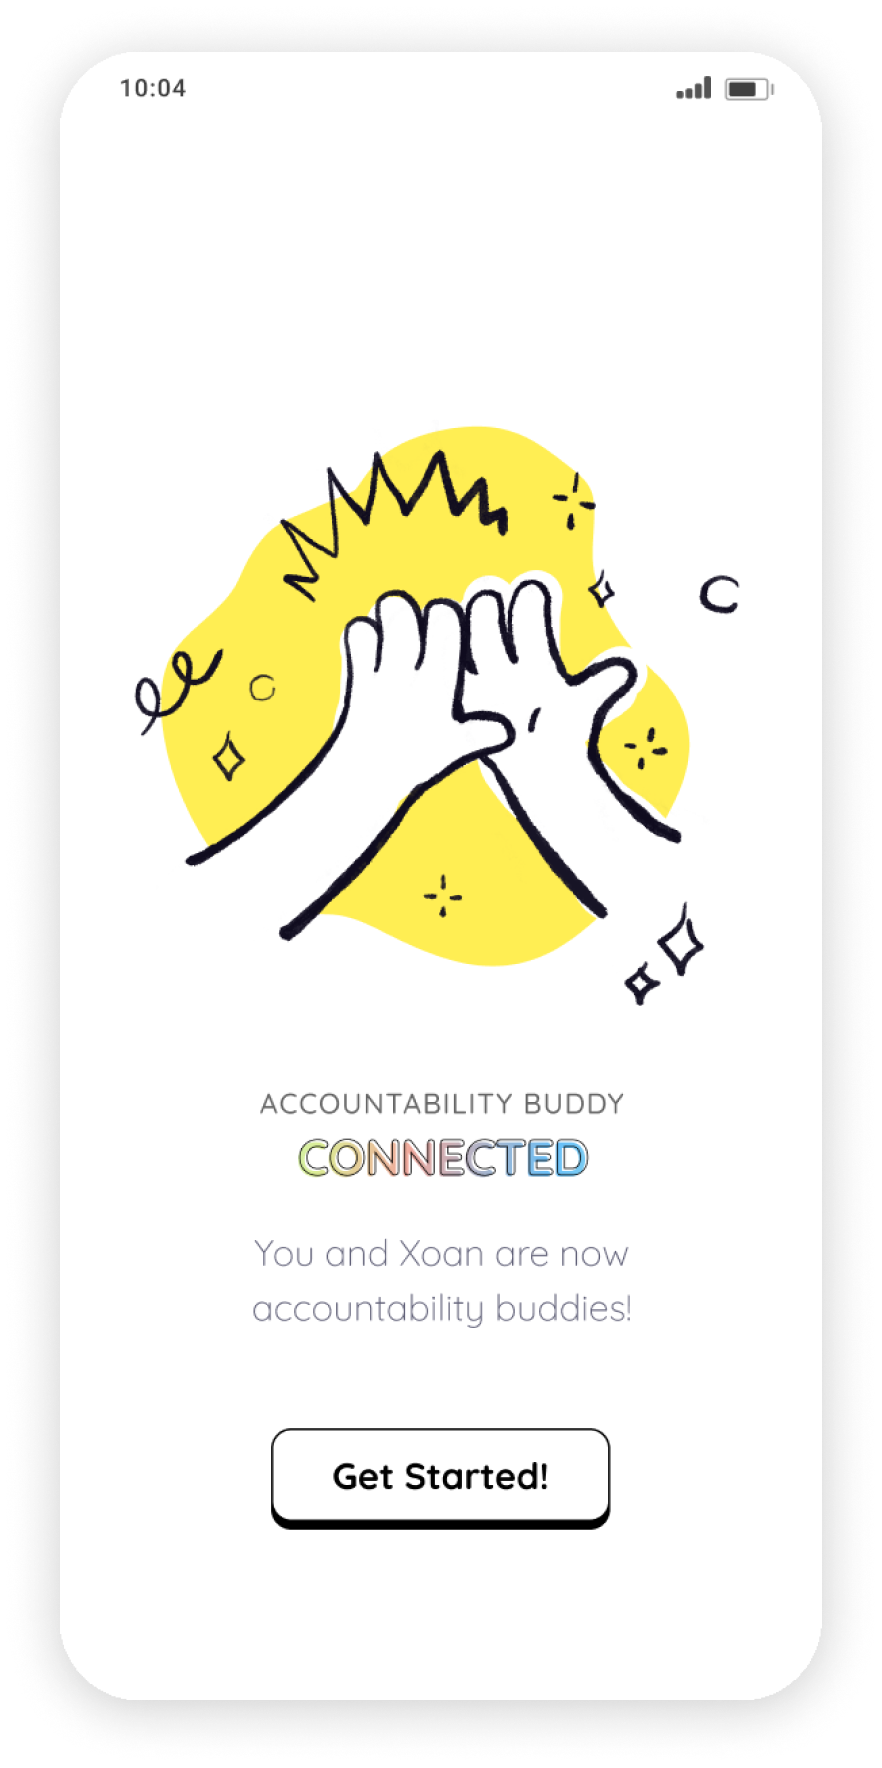 10:04
ACCOUNTABILITY BUDDY
CONNECTED
You and Xoan are now
accountability buddies!
Get Started!